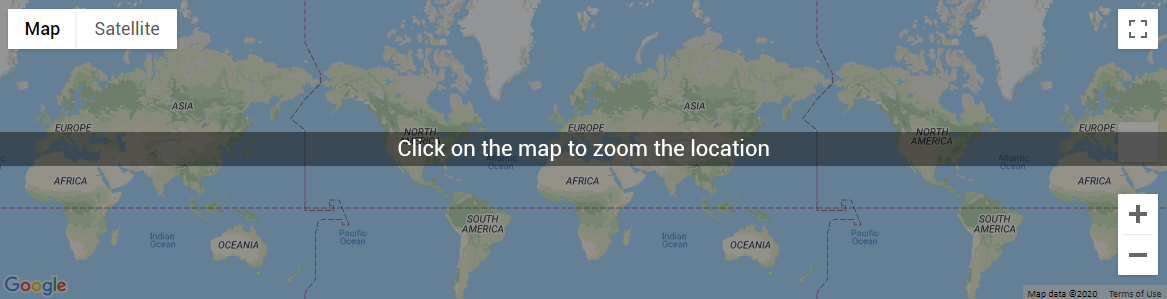 Map Satellite
ASIA
ASIA
EUROPE
NORTH
AMERICA
EUROPE
NORTH
AMERICA
EUROPE
Click on the map to zoom the location
Atlantic
Ocean
Atlantic
Ocean
AFRICA
AFRICA
AFRICA
SOUTH
AMERICA
SOUTH
AMERICA
Indian
Ocean
OCEANIA
Pacific
Ocean
Indian
Ocean
OCEANIA
Pacific
Ocean
Google
Map data ©2020 Terms of Use